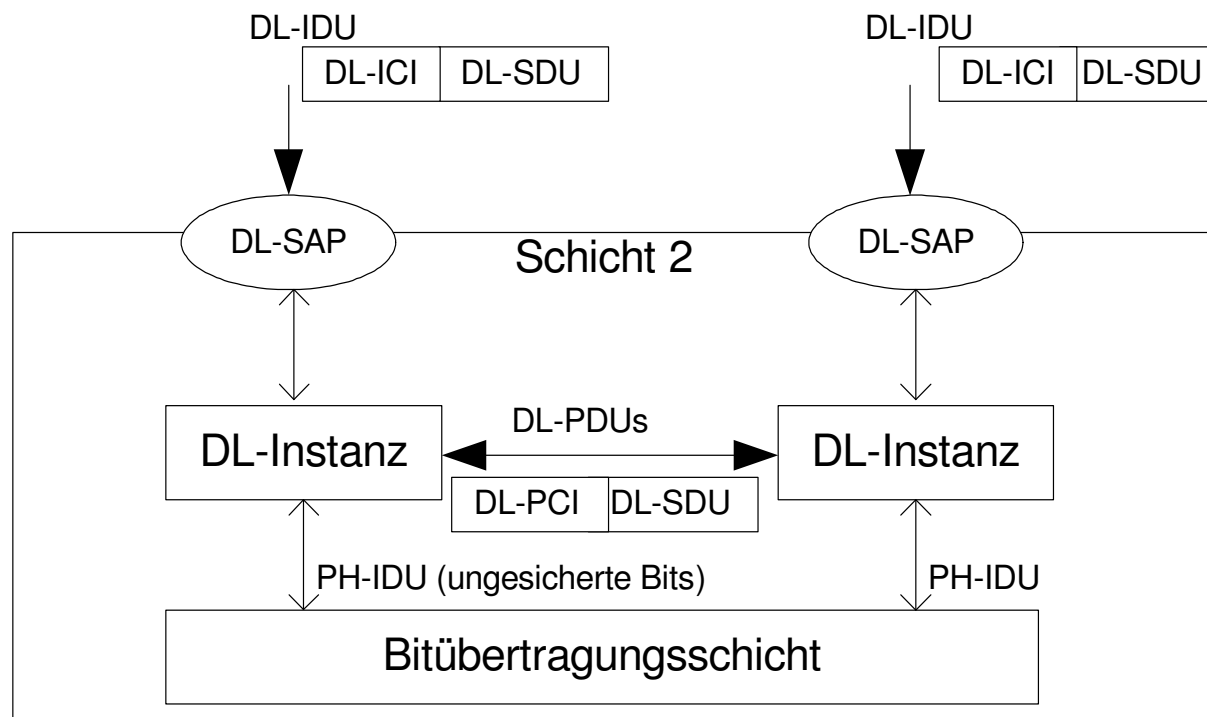 DL-IDU
DL-IDU
DL-ICI DL-SDU
DL-ICI DL-SDU
DL-SAP
DL-SAP
Schicht 2
DL-Instanz
DL-PDUs
DL-Instanz
DL-PCI DL-SDU
PH-IDU (ungesicherte Bits)
PH-IDU
Bitübertragungsschicht